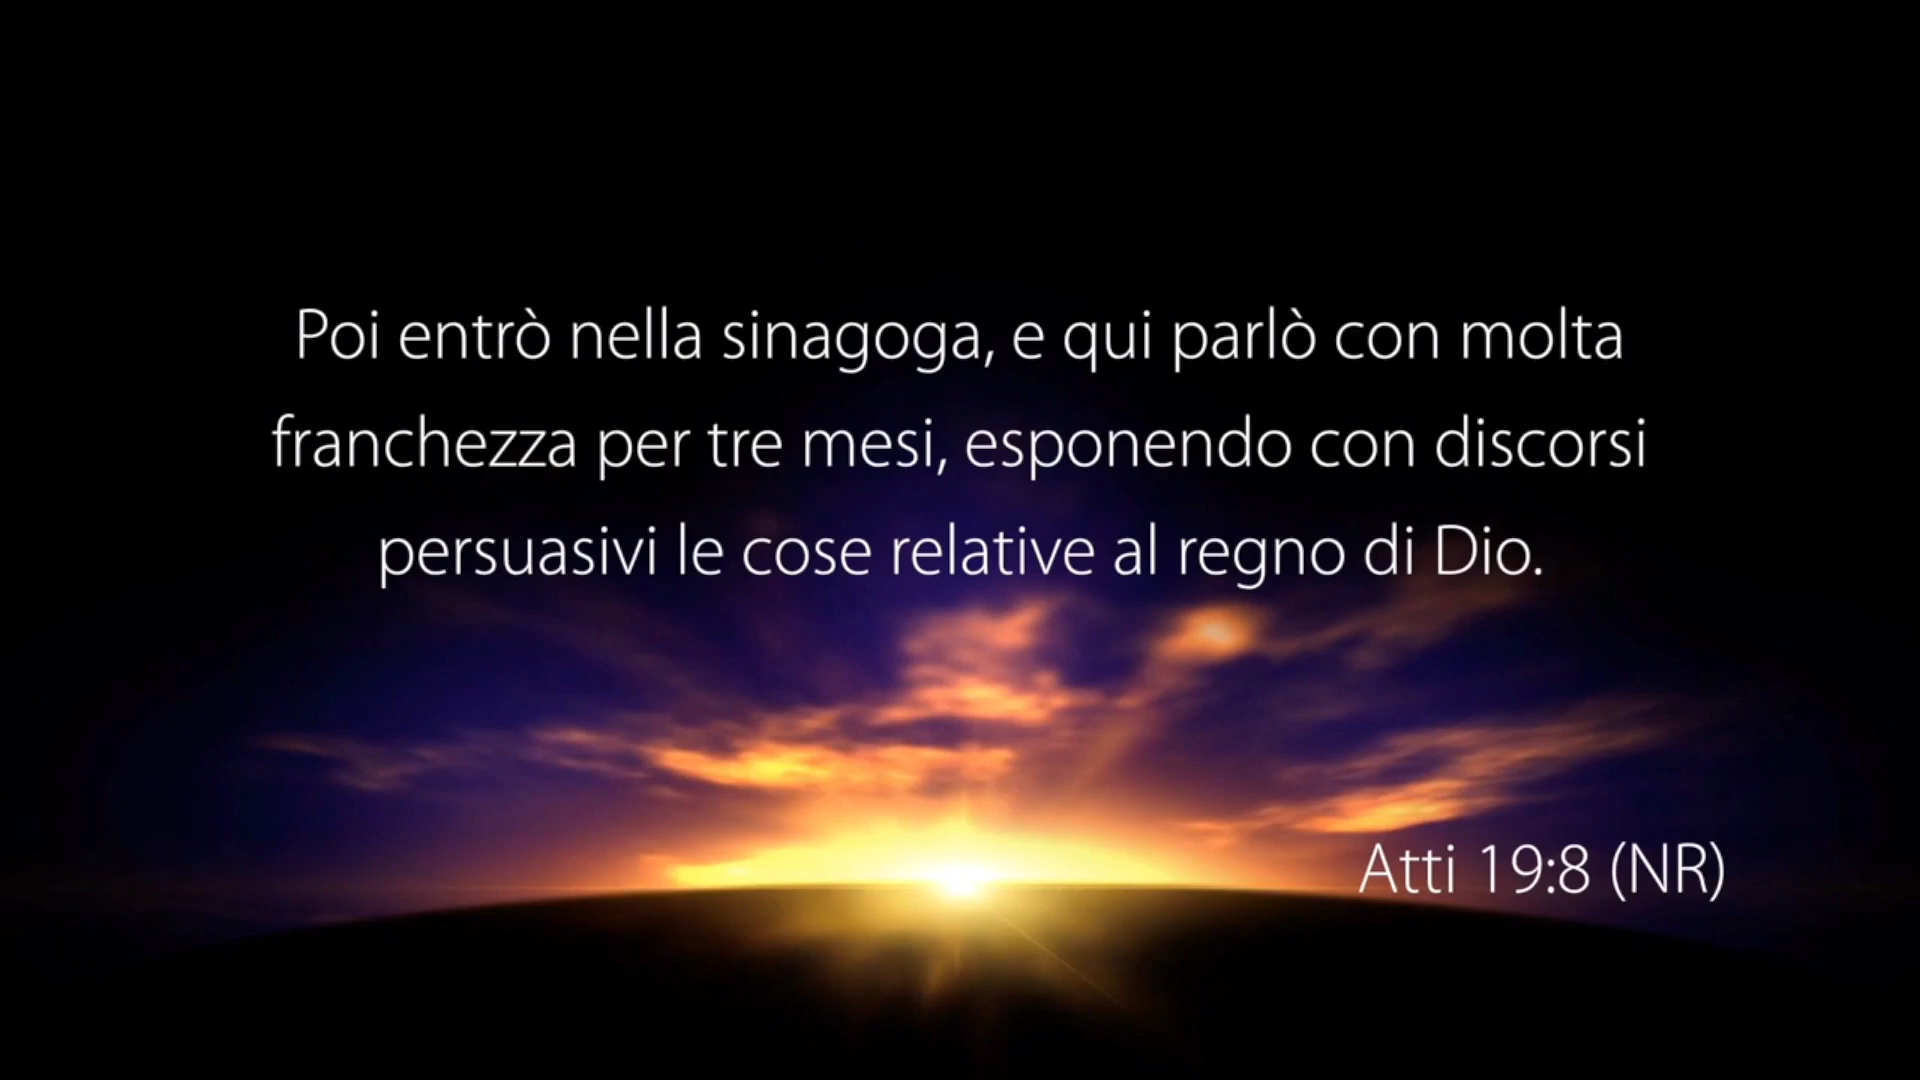 Poi entrò nella sinagoga, e qui parlò con molta
franchezza per tre mesi, esponendo con discorsi
persuasivi le cose relative al regno di Dio.
Atti 19:8 (NR)